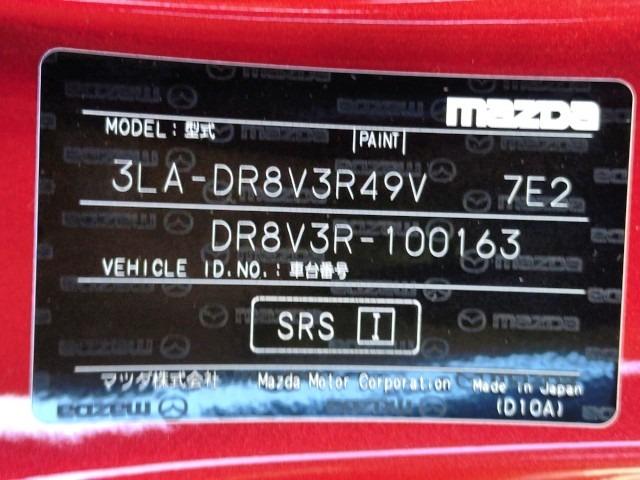 mazda
MODEL: 型式 PAINT
3LA-DR8V3R49V 7E2
DR8V3R-100163
VEHICLE ID.NO.: 車台番号
SRS I
マツダ株式会社 Mazda Motor Corporation Made in Japan
(D10A)